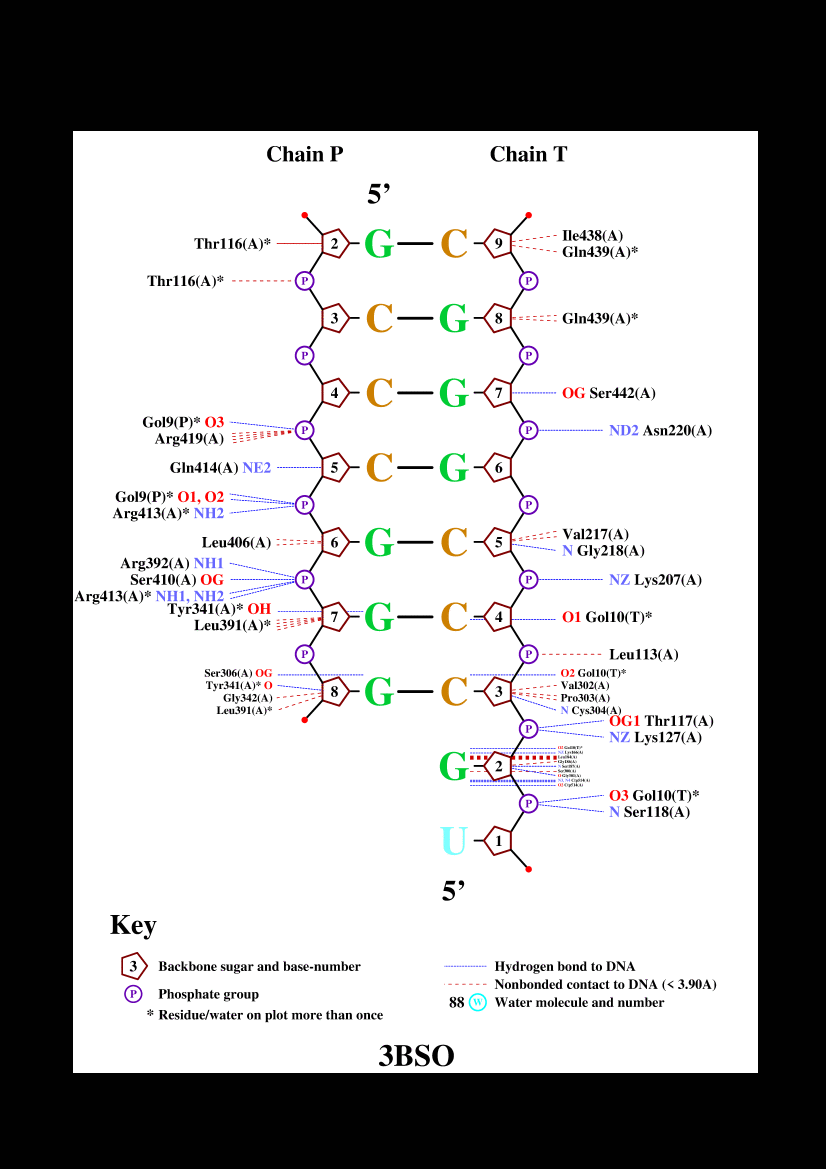 Chain P
Chain T
5’
Thr116(A)*
2
G
C
9
Ile438(A)
Gln439(A)*
Thr116(A)*
P
P
3
C
G
8
Gln439(A)*
P
P
4
C
G
7
OG Ser442(A)
Gol9(P)* O3
Arg419(A)
P
P
ND2 Asn220(A)
Gln414(A) NE2
5
C
G
6
Gol9(P)* O1, O2
Arg413(A)* NH2
P
P
Leu406(A)
6
G
C
5
Val217(A)
N Gly218(A)
Arg392(A) NH1
Ser410(A) OG
Arg413(A)* NH1, NH2
P
P
NZ Lys207(A)
Tyr341(A)* OH
Leu391(A)*
7
G
C
4
O1 Gol10(T)*
P
P
Leu113(A)
Ser306(A) OG
Tyr341(A)* O
Gly342(A)
Leu391(A)*
8
G
C
3
O2 Gol10(T)*
Val302(A)
Pro303(A)
N Cys304(A)
P
OG1 Thr117(A)
NZ Lys127(A)
G
2
P
O3 Gol10(T)*
N Ser118(A)
U
1
5’
Key
3 Backbone sugar and base-number
P Phosphate group
* Residue/water on plot more than once
Hydrogen bond to DNA
Nonbonded contact to DNA (< 3.90A)
88 W Water molecule and number
3BSO